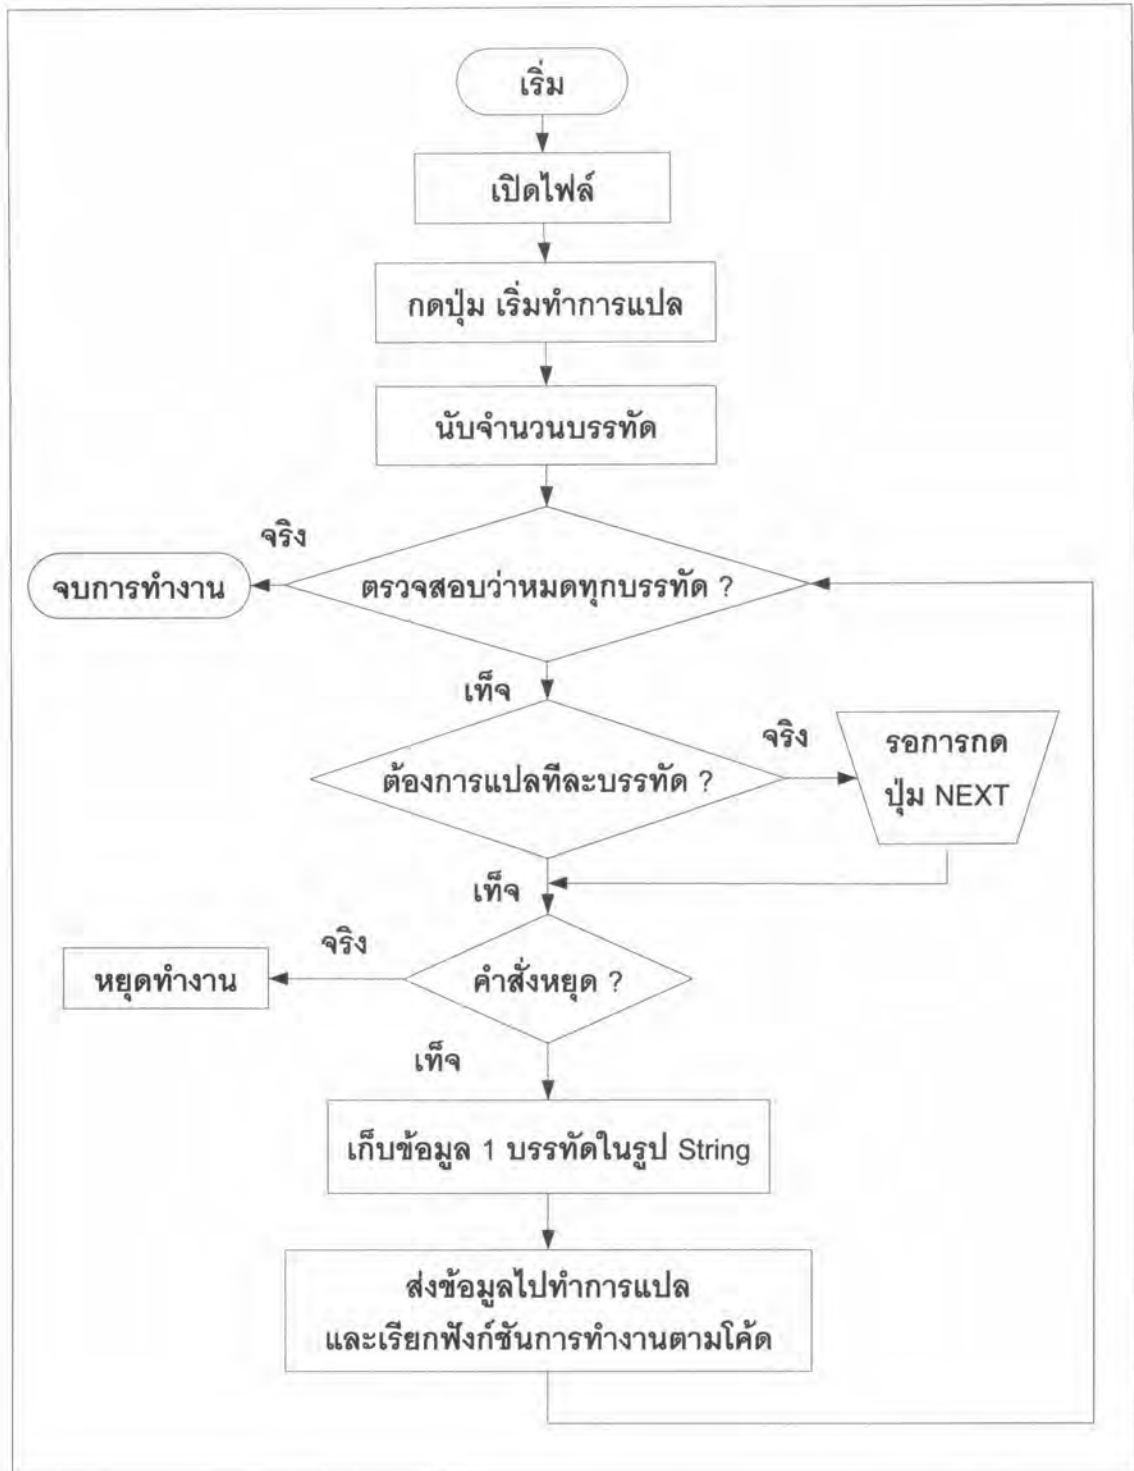 เริ่ม
เปิดไฟล์
กดปุ่ม เริ่มทำการแปล
นับจำนวนบรรทัด
จริง
จบการทำงาน
ตรวจสอบว่าหมดทุกบรรทัด ?
เท็จ
ต้องการแปลทีละบรรทัด ?
จริง
รอการกด
ปุ่ม NEXT
เท็จ
จริง
หยุดทำงาน
คำสั่งหยุด ?
เท็จ
เก็บข้อมูล 1 บรรทัดในรูป String
ส่งข้อมูลไปทำการแปล
และเรียกฟังก์ชันการทำงานตามโค้ด